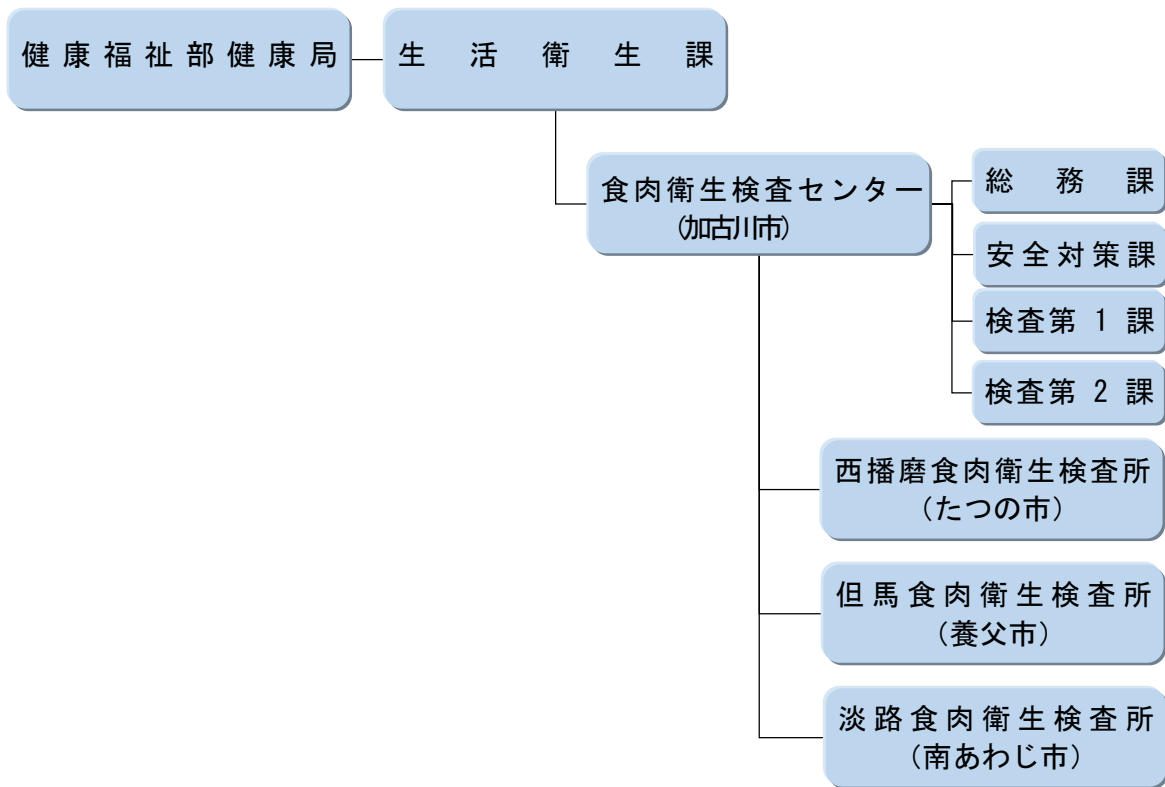 健康福祉部健康局
生活衛生課
食肉衛生検査センター
(加古川市)
総務課
安全対策課
検査第1課
検査第2課
西播磨食肉衛生検査所
(たつの市)
但馬食肉衛生検査所
(養父市)
淡路食肉衛生検査所
(南あわじ市)